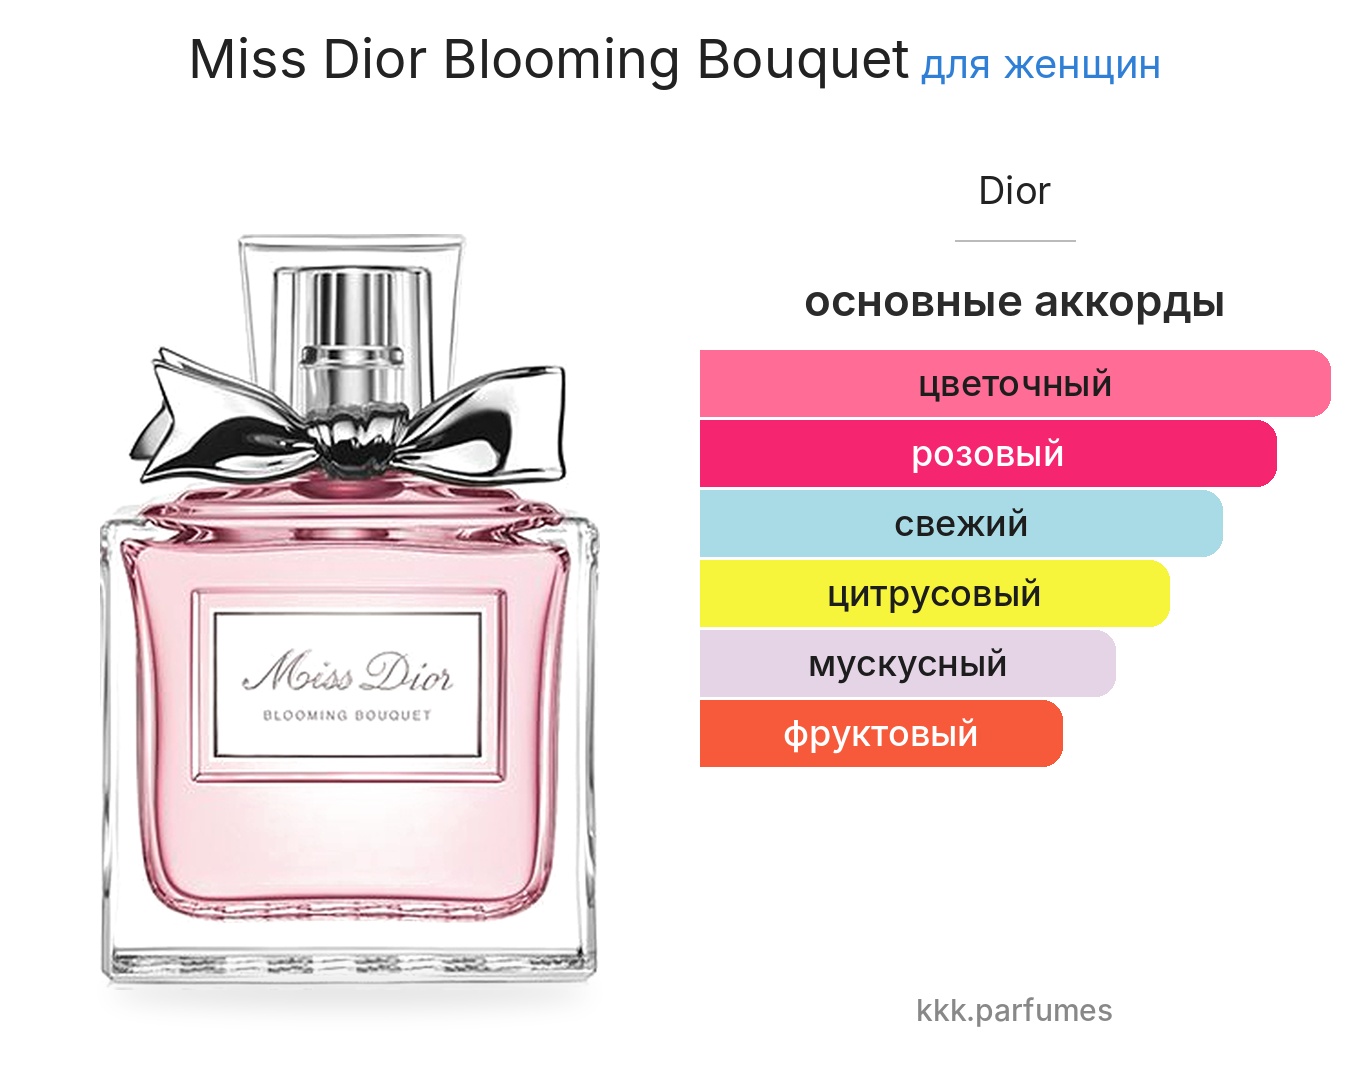 Miss Dior Blooming Bouquet для женщин
Dior
основные аккорды
цветочный
розовый
свежий
цитрусовый
мускусный
фруктовый
Miss Dior
BLOOMING BOUQUET
kkk.parfumes